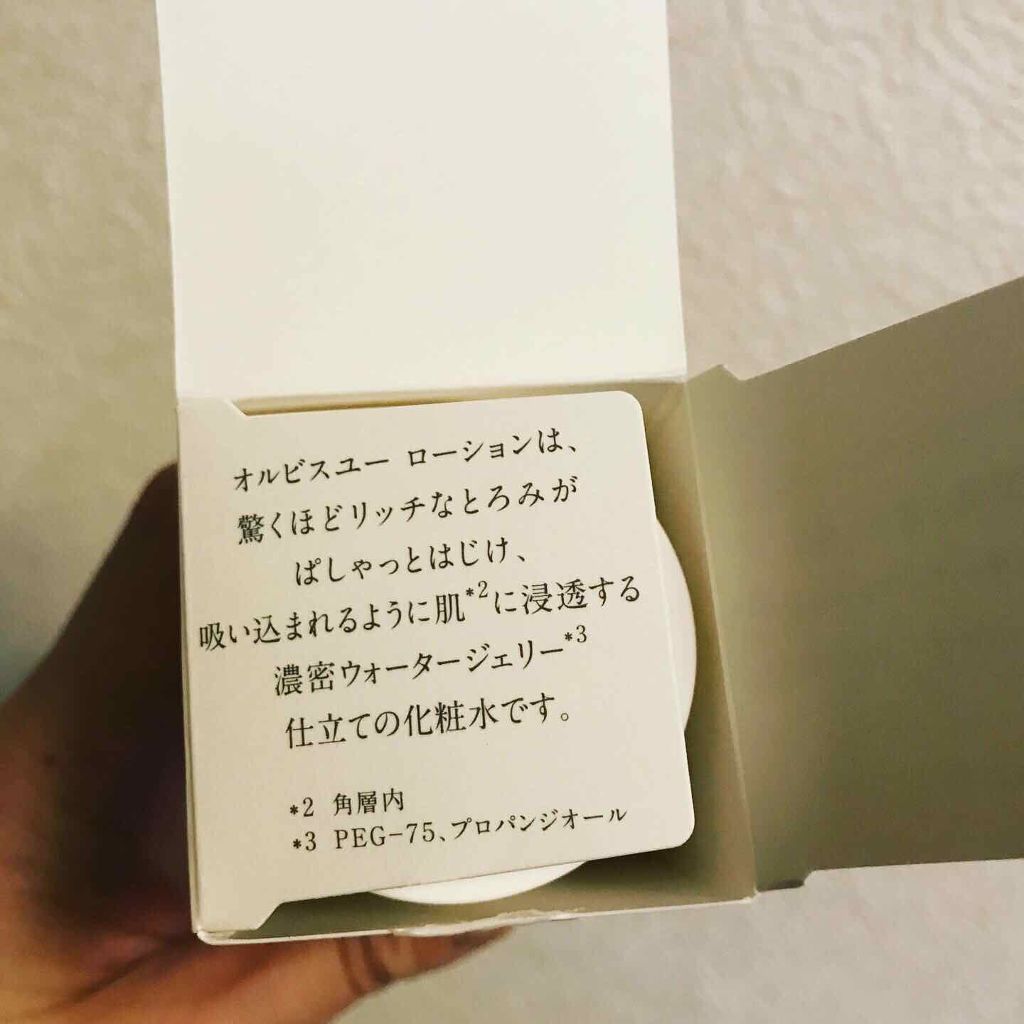 オルビスユー ローションは、
驚くほどリッチなとろみが
ぱしゃっとはじけ、
吸い込まれるように肌*2に浸透する
濃密ウォータージェリー*3
仕立ての化粧水です。
*2 角層内
*3 PEG-75、プロパンジオール